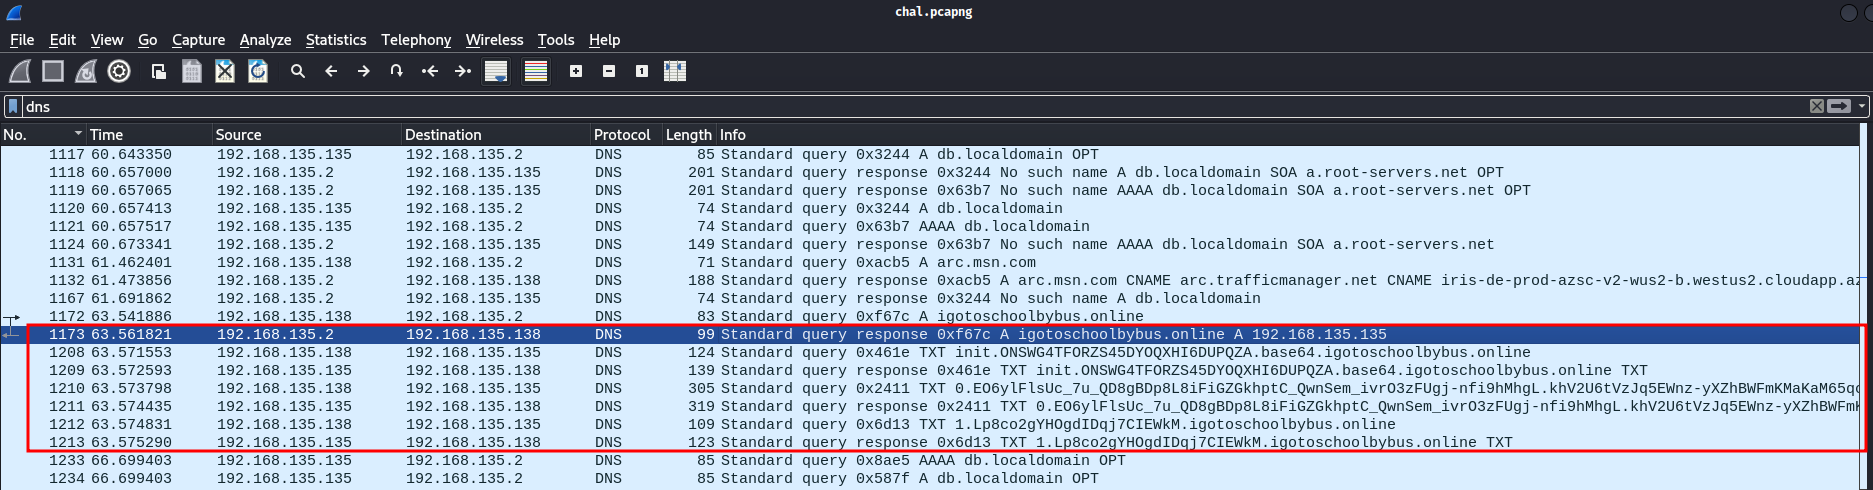 chal.pcapng
File Edit View Go Capture Analyze Statistics Telephony Wireless Tools Help
dns
No. Time Source Destination Protocol Length Info
1117 60.643350 192.168.135.135 192.168.135.2 DNS 85 Standard query 0x3244 A db.localdomain OPT
1118 60.657000 192.168.135.2 192.168.135.135 DNS 201 Standard query response 0x3244 No such name A db.localdomain SOA a.root-servers.net OPT
1119 60.657065 192.168.135.2 192.168.135.135 DNS 201 Standard query response 0x63b7 No such name AAAA db.localdomain SOA a.root-servers.net OPT
1120 60.657413 192.168.135.135 192.168.135.2 DNS 74 Standard query 0x3244 A db.localdomain
1121 60.657517 192.168.135.135 192.168.135.2 DNS 74 Standard query 0x63b7 AAAA db.localdomain
1124 60.673341 192.168.135.2 192.168.135.135 DNS 149 Standard query response 0x63b7 No such name AAAA db.localdomain SOA a.root-servers.net
1131 61.462401 192.168.135.138 192.168.135.2 DNS 71 Standard query 0xacb5 A arc.msn.com
1132 61.473856 192.168.135.2 192.168.135.138 DNS 188 Standard query response 0xacb5 A arc.msn.com CNAME arc.trafficmanager.net CNAME iris-de-prod-azsc-v2-wus2-b.westus2.cloudapp.az
1167 61.691862 192.168.135.2 192.168.135.135 DNS 74 Standard query response 0x3244 No such name A db.localdomain
1172 63.541886 192.168.135.138 192.168.135.2 DNS 83 Standard query 0xf67c A igotoschoolbybus.online
1173 63.561821 192.168.135.2 192.168.135.138 DNS 99 Standard query response 0xf67c A igotoschoolbybus.online A 192.168.135.135
1208 63.571553 192.168.135.138 192.168.135.135 DNS 124 Standard query 0x461e TXT init.ONSWG4TFORZS45DYOQXHI6DUPQZA.base64.igotoschoolbybus.online
1209 63.572593 192.168.135.135 192.168.135.138 DNS 139 Standard query response 0x461e TXT init.ONSWG4TFORZS45DYOQXHI6DUPQZA.base64.igotoschoolbybus.online TXT
1210 63.573798 192.168.135.138 192.168.135.135 DNS 305 Standard query 0x2411 TXT 0.EO6ylFlsUc_7u_QD8gBDp8L8iFiGZGkhptC_QwnSem_ivrO3zFUgj-nfi9hMhgL.khV2U6tVzJq5EWnz-yXZhBWFmKMaKaM65qc
1211 63.574435 192.168.135.135 192.168.135.138 DNS 319 Standard query response 0x2411 TXT 0.EO6ylFlsUc_7u_QD8gBDp8L8iFiGZGkhptC_QwnSem_ivrO3zFUgj-nfi9hMhgL.khV2U6tVzJq5EWnz-yXZhBWFmK
1212 63.574831 192.168.135.138 192.168.135.135 DNS 109 Standard query 0x6d13 TXT 1.Lp8co2gYHOgdIDqj7CIEWkM.igotoschoolbybus.online
1213 63.575290 192.168.135.135 192.168.135.138 DNS 123 Standard query response 0x6d13 TXT 1.Lp8co2gYHOgdIDqj7CIEWkM.igotoschoolbybus.online TXT
1233 66.699403 192.168.135.135 192.168.135.2 DNS 85 Standard query 0x8ae5 AAAA db.localdomain OPT
1234 66.699403 192.168.135.135 192.168.135.2 DNS 85 Standard query 0x587f A db.localdomain OPT